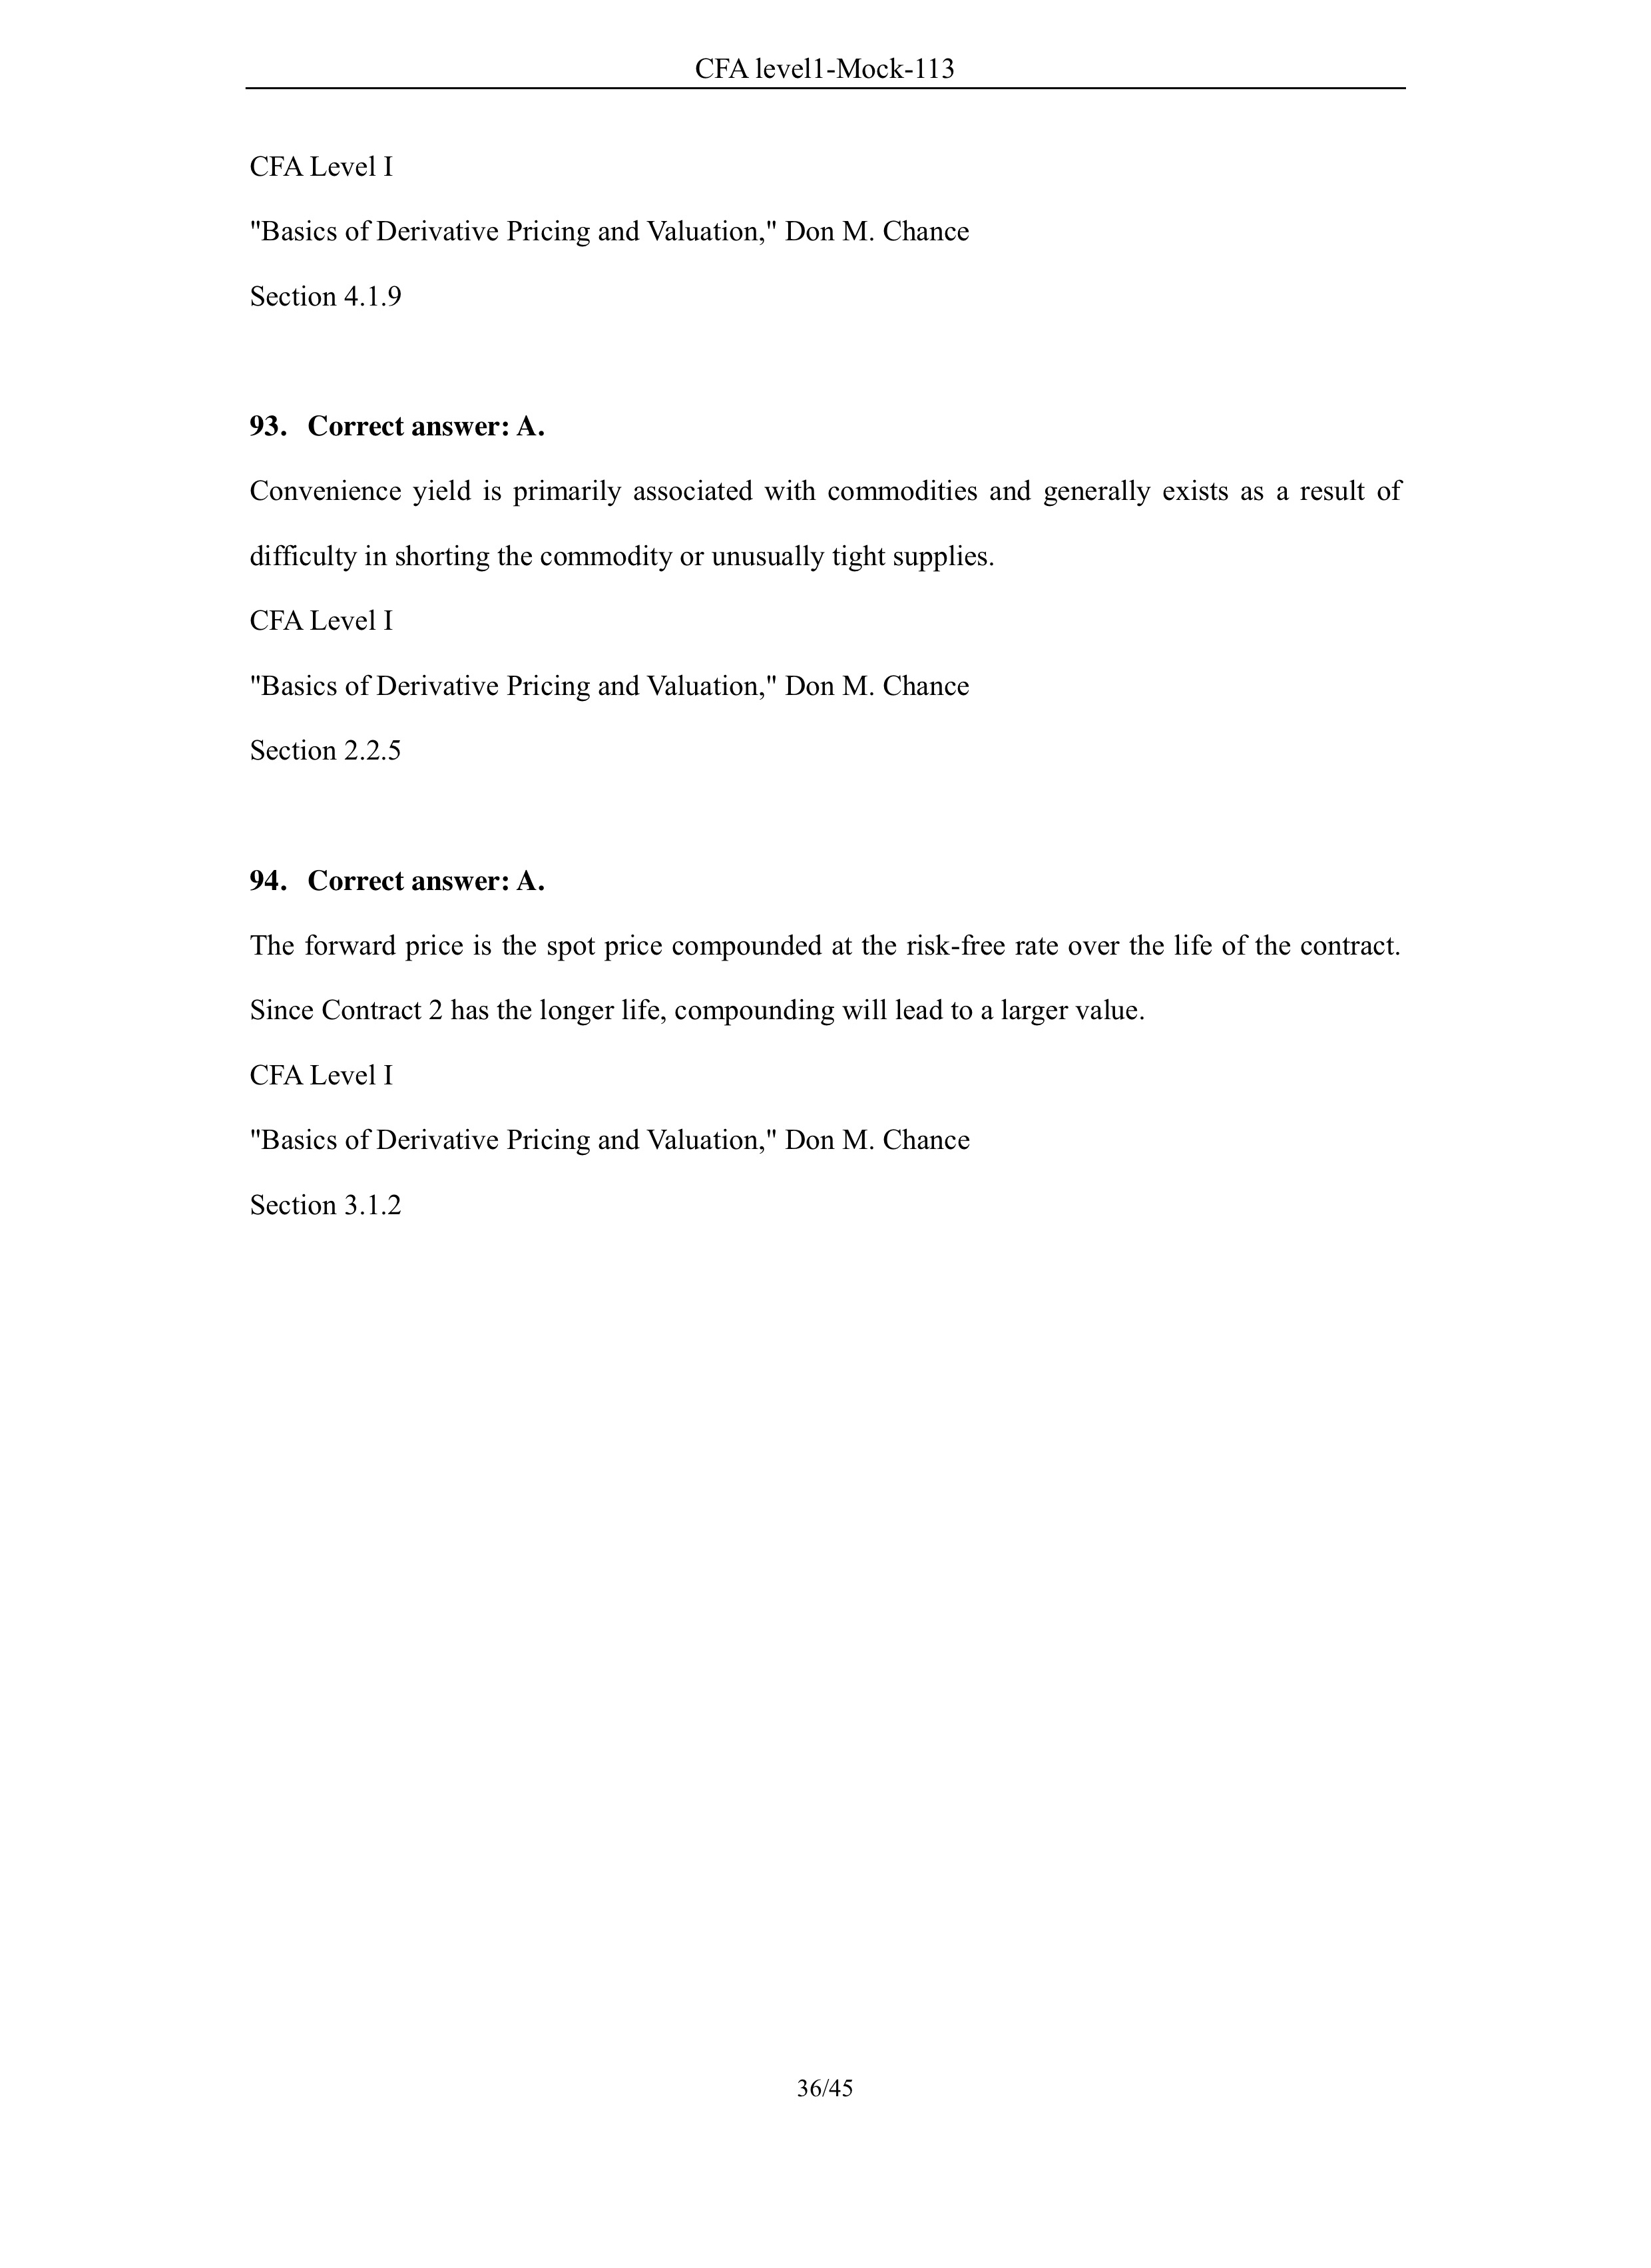 CFA level1-Mock-113
CFA Level I
"Basics of Derivative Pricing and Valuation," Don M. Chance
Section 4.1.9
93. Correct answer: A.
Convenience yield is primarily associated with commodities and generally exists as a result of
difficulty in shorting the commodity or unusually tight supplies.
CFA Level I
"Basics of Derivative Pricing and Valuation," Don M. Chance
Section 2.2.5
94. Correct answer: A.
The forward price is the spot price compounded at the risk-free rate over the life of the contract.
Since Contract 2 has the longer life, compounding will lead to a larger value.
CFA Level I
"Basics of Derivative Pricing and Valuation," Don M. Chance
Section 3.1.2
36/45